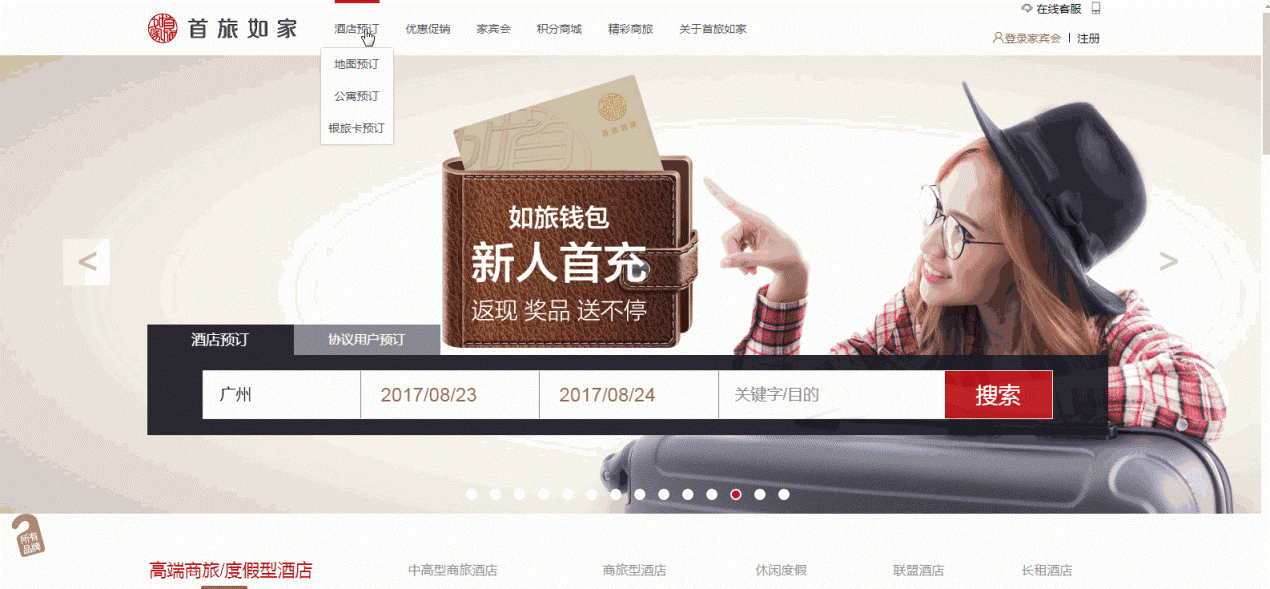 首旅如家
酒店预订 优惠促销 家宾会 积分商城 精彩商旅 关于首旅如家
在线客服
登录家宾会 | 注册
地图预订
公寓预订
银旅卡预订
首旅如家
如旅钱包
新人首充
返现 奖品 送不停
<
>
酒店预订 协议用户预订
广州 2017/08/23 2017/08/24 关键字/目的 搜索
所有
品牌
高端商旅/度假型酒店 中高型商旅酒店 商旅型酒店 休闲度假 联盟酒店 长租酒店